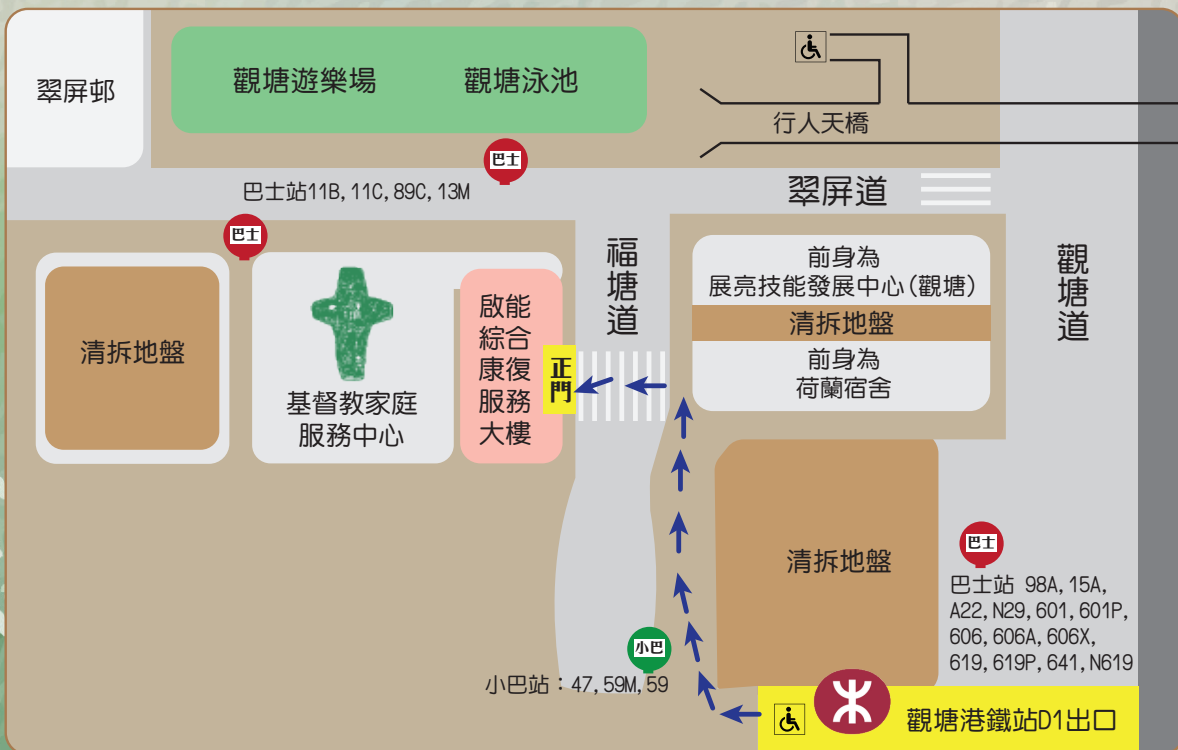 翠屏邨
觀塘遊樂場
觀塘泳池
行人天橋
巴士
巴士站11B, 11C, 89C, 13M
翠屏道
巴士
福塘道
觀塘道
清拆地盤
基督教家庭
服務中心
啟能
綜合
康復
服務
大樓
正門
前身為
展亮技能發展中心(觀塘)
清拆地盤
前身為
荷蘭宿舍
清拆地盤
巴士
巴士站 98A, 15A,
A22, N29, 601, 601P,
606, 606A, 606X,
619, 619P, 641, N619
小巴
小巴站：47, 59M, 59
觀塘港鐵站D1出口